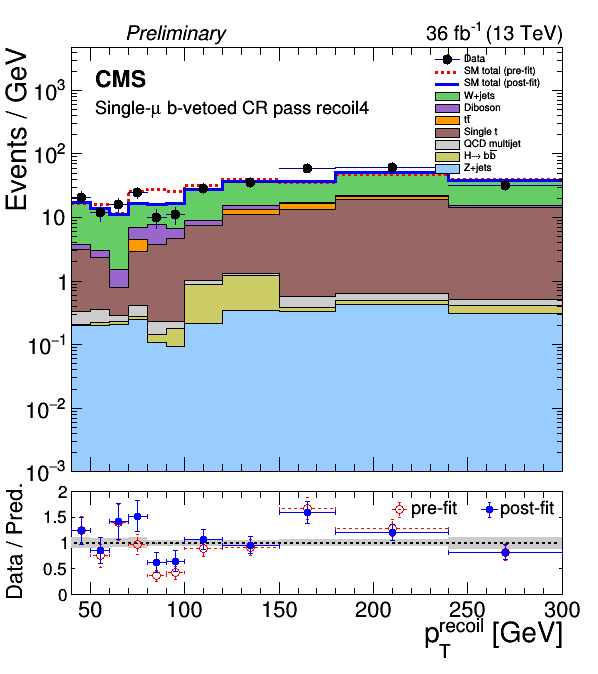 Preliminary 36 fb⁻¹ (13 TeV)
CMS
Single-μ b-vetoed CR pass recoil4
Data
SM total (pre-fit)
SM total (post-fit)
W+jets
Diboson
tt̅
Single t
QCD multijet
H→ bb̅
Z+jets
Events / GeV
10³
10²
10
1
10⁻¹
10⁻²
10⁻³
Data / Pred.
2
1.5
1
0.5
0
pre-fit post-fit
50 100 150 200 250 300
p_T^recoil [GeV]